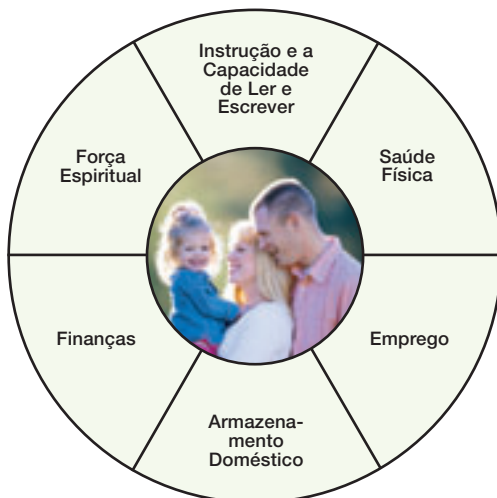 Instrução e a
Capacidade
de Ler e
Escrever
Saúde
Física
Emprego
Armazena-
mento
Doméstico
Finanças
Força
Espiritual